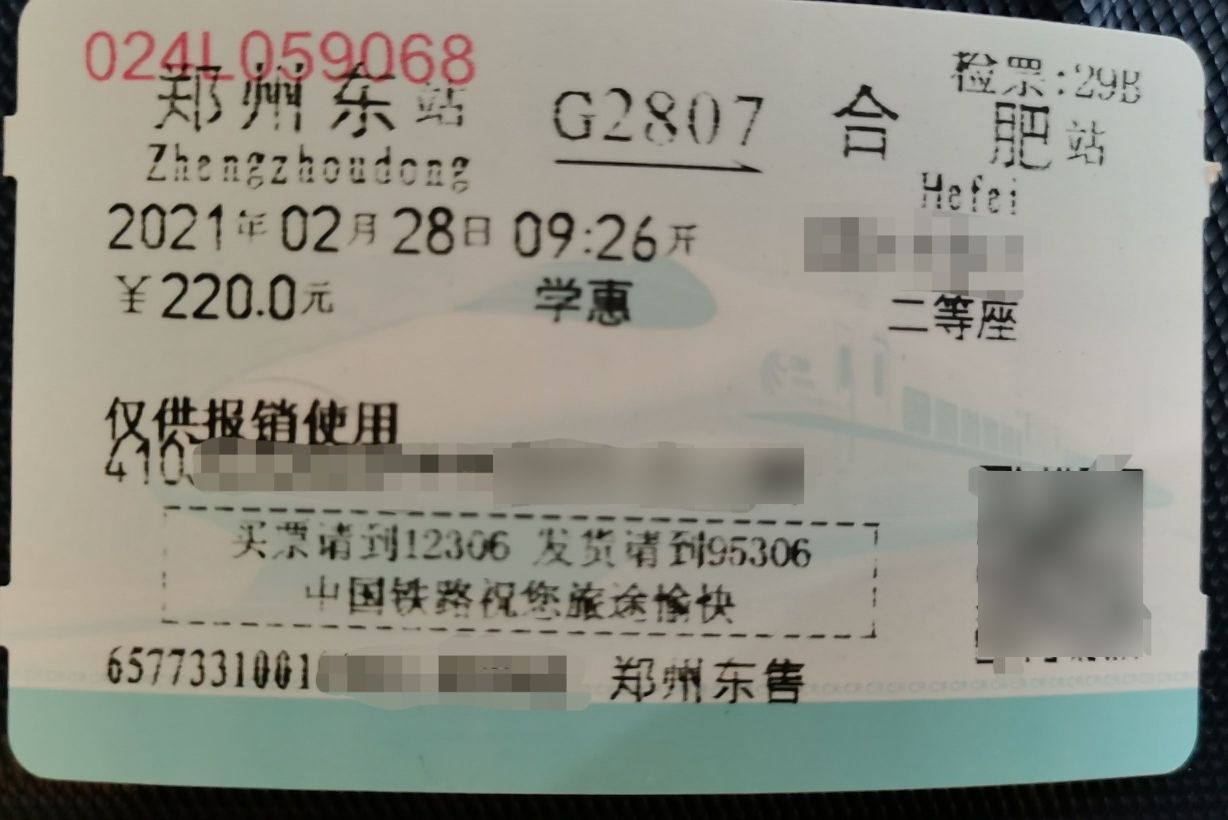 024L059068
检票:29B
郑州东站 G2807 合肥站
Zhengzhoudong Hefei
2021年02月28日09:26开
￥220.0元 学惠 二等座
仅供报销使用
410
买票请到12306 发货请到95306
中国铁路祝您旅途愉快
6577331001 郑州东售